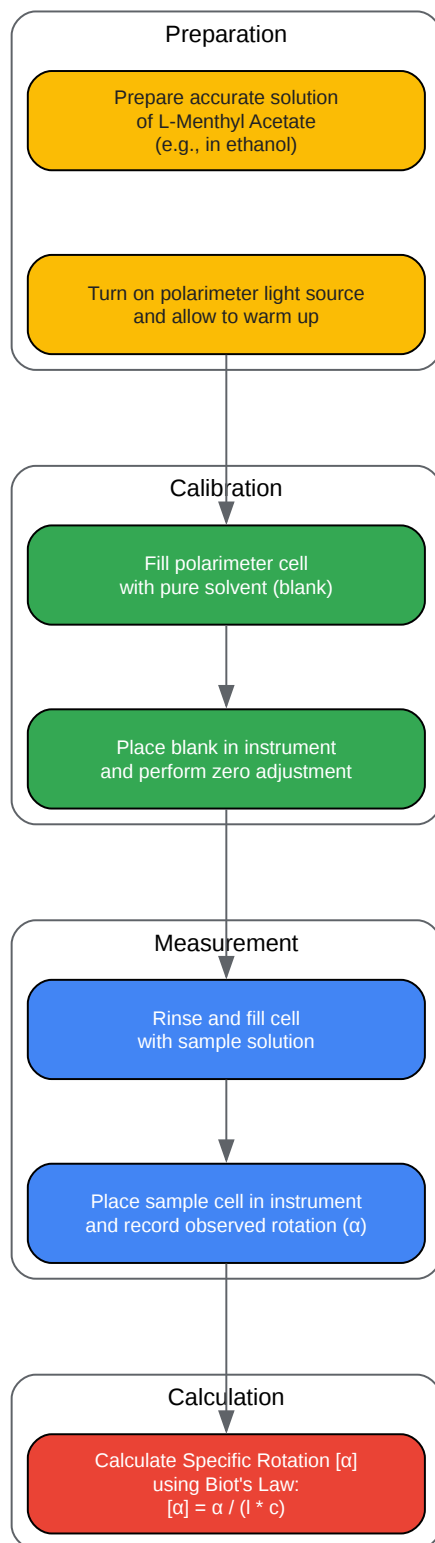 Preparation
Prepare accurate solution
of L-Menthyl Acetate
(e.g., in ethanol)
Turn on polarimeter light source
and allow to warm up
Calibration
Fill polarimeter cell
with pure solvent (blank)
Place blank in instrument
and perform zero adjustment
Measurement
Rinse and fill cell
with sample solution
Place sample cell in instrument
and record observed rotation (α)
Calculation
Calculate Specific Rotation [α]
using Biot's Law:
[α] = α / (l * c)